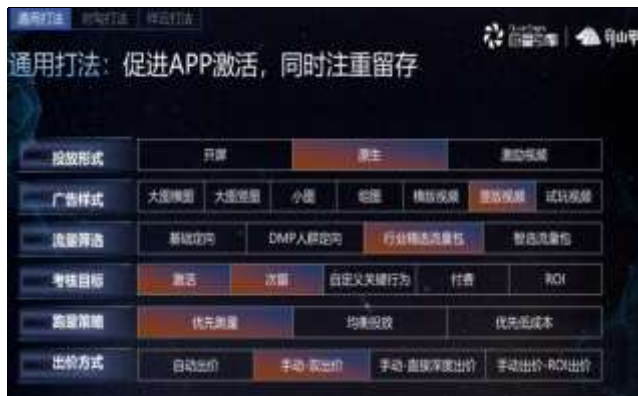 通用打法
通用打法：促进APP激活，同时注重留存
投放形式 开屏 原生 激励视频
广告样式 大图横图 大图竖图 小图 组图 横版视频 竖版视频 试玩视频
流量筛选 基础定向 DMP人群定向 行业精选流量包 智选流量包
考核目标 激活 次留 自定义关键行为 付费 ROI
跑量策略 优先跑量 均衡投放 优先低成本
出价方式 自动出价 手动-双出价 手动-直接深度出价 手动出价-ROI出价